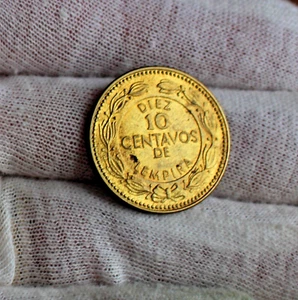 DIEZ
10
CENTAVOS
DE
LEMPIRA